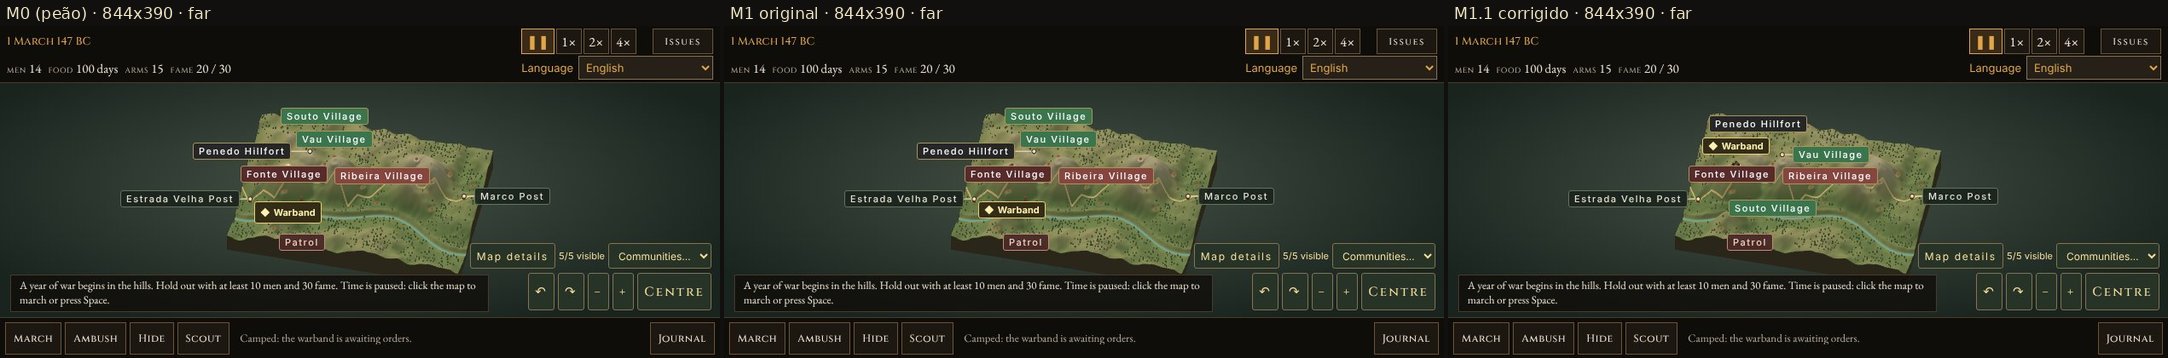 M0 (peão) · 844x390 · far
1 MARCH 147 BC
❚❚ 1× 2× 4× ISSUES
MEN 14 FOOD 100 days ARMS 15 FAME 20 / 30
Language English
Souto Village
Vau Village
Penedo Hillfort
Fonte Village Ribeira Village
Estrada Velha Post Marco Post
◆ Warband
Patrol
Map details 5/5 visible Communities...
A year of war begins in the hills. Hold out with at least 10 men and 30 fame. Time is paused: click the map to
march or press Space.
↶ ↷ − + CENTRE
MARCH AMBUSH HIDE SCOUT Camped: the warband is awaiting orders. JOURNAL
M1 original · 844x390 · far
1 MARCH 147 BC
❚❚ 1× 2× 4× ISSUES
MEN 14 FOOD 100 days ARMS 15 FAME 20 / 30
Language English
Souto Village
Vau Village
Penedo Hillfort
Fonte Village Ribeira Village
Estrada Velha Post Marco Post
◆ Warband
Patrol
Map details 5/5 visible Communities...
A year of war begins in the hills. Hold out with at least 10 men and 30 fame. Time is paused: click the map to
march or press Space.
↶ ↷ − + CENTRE
MARCH AMBUSH HIDE SCOUT Camped: the warband is awaiting orders. JOURNAL
M1.1 corrigido · 844x390 · far
1 MARCH 147 BC
❚❚ 1× 2× 4× ISSUES
MEN 14 FOOD 100 days ARMS 15 FAME 20 / 30
Language English
Penedo Hillfort
◆ Warband
Vau Village
Fonte Village Ribeira Village
Estrada Velha Post Marco Post
Souto Village
Patrol
Map details 5/5 visible Communities...
A year of war begins in the hills. Hold out with at least 10 men and 30 fame. Time is paused: click the map to
march or press Space.
↶ ↷ − + CENTRE
MARCH AMBUSH HIDE SCOUT Camped: the warband is awaiting orders. JOURNAL